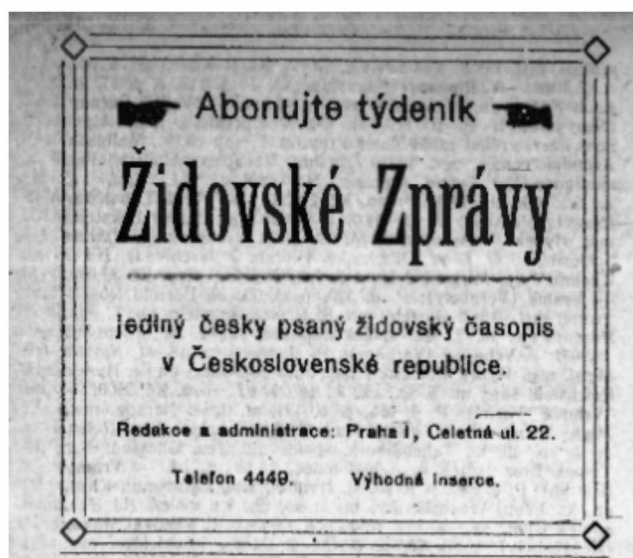 Abonujte týdeník
Židovské Zprávy
jediný česky psaný židovský časopis
v Československé republice.
Redakce a administrace: Praha I, Celetná ul. 22.
Telefon 4449. Výhodná inserce.